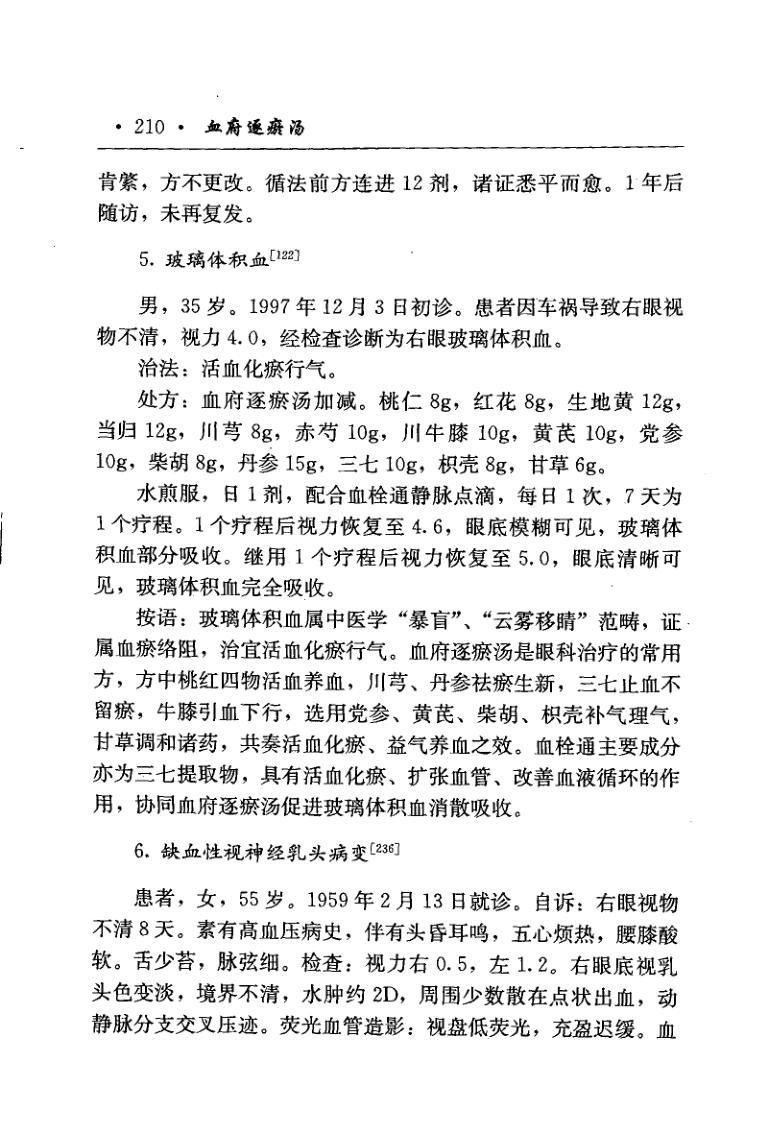 · 210 · 血府逐瘀汤
肯綮，方不更改。循法前方连进 12 剂，诸证悉平而愈。1 年后
随访，未再复发。
5. 玻璃体积血[122]
男，35 岁。1997 年 12 月 3 日初诊。患者因车祸导致右眼视
物不清，视力 4.0，经检查诊断为右眼玻璃体积血。
治法：活血化瘀行气。
处方：血府逐瘀汤加减。桃仁 8g，红花 8g，生地黄 12g，
当归 12g，川芎 8g，赤芍 10g，川牛膝 10g，黄芪 10g，党参
10g，柴胡 8g，丹参 15g，三七 10g，枳壳 8g，甘草 6g。
水煎服，日 1 剂，配合血栓通静脉点滴，每日 1 次，7 天为
1 个疗程。1 个疗程后视力恢复至 4.6，眼底模糊可见，玻璃体
积血部分吸收。继用 1 个疗程后视力恢复至 5.0，眼底清晰可
见，玻璃体积血完全吸收。
按语：玻璃体积血属中医学“暴盲”、“云雾移睛”范畴，证
属血瘀络阻，治宜活血化瘀行气。血府逐瘀汤是眼科治疗的常用
方，方中桃红四物活血养血，川芎、丹参祛瘀生新，三七止血不
留瘀，牛膝引血下行，选用党参、黄芪、柴胡、枳壳补气理气，
甘草调和诸药，共奏活血化瘀、益气养血之效。血栓通主要成分
亦为三七提取物，具有活血化瘀、扩张血管、改善血液循环的作
用，协同血府逐瘀汤促进玻璃体积血消散吸收。
6. 缺血性视神经乳头病变[236]
患者，女，55 岁。1959 年 2 月 13 日就诊。自诉：右眼视物
不清 8 天。素有高血压病史，伴有头昏耳鸣，五心烦热，腰膝酸
软。舌少苔，脉弦细。检查：视力右 0.5，左 1.2。右眼底视乳
头色变淡，境界不清，水肿约 2D，周围少数散在点状出血，动
静脉分支交叉压迹。荧光血管造影：视盘低荧光，充盈迟缓。血